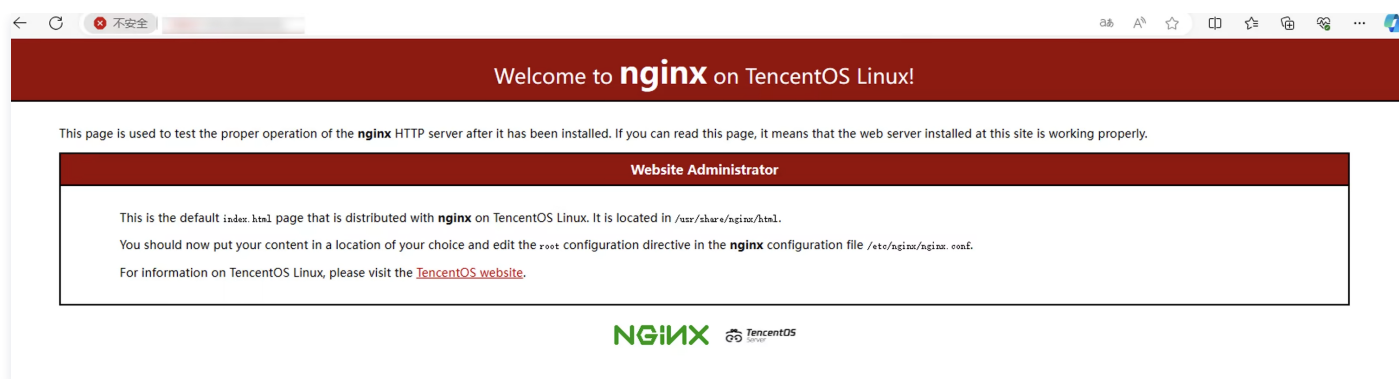 不安全
Welcome to nginx on TencentOS Linux!
This page is used to test the proper operation of the nginx HTTP server after it has been installed. If you can read this page, it means that the web server installed at this site is working properly.
Website Administrator
This is the default index.html page that is distributed with nginx on TencentOS Linux. It is located in /usr/share/nginx/html.
You should now put your content in a location of your choice and edit the root configuration directive in the nginx configuration file /etc/nginx/nginx.conf.
For information on TencentOS Linux, please visit the TencentOS website.
NGINX TencentOS
Server